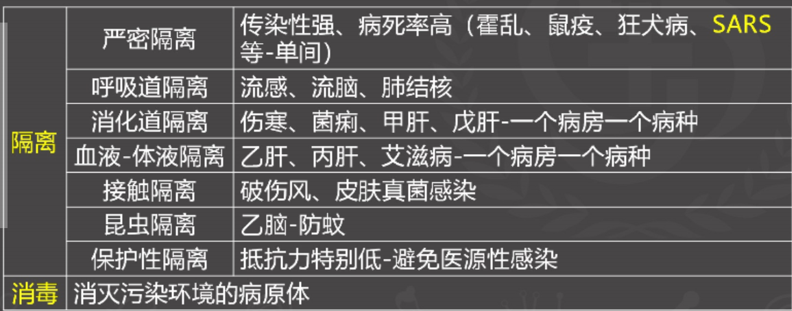 隔离
严密隔离
传染性强、病死率高（霍乱、鼠疫、狂犬病、SARS
等-单间）
呼吸道隔离
流感、流脑、肺结核
消化道隔离
伤寒、菌痢、甲肝、戊肝-一个病房一个病种
血液-体液隔离
乙肝、丙肝、艾滋病-一个病房一个病种
接触隔离
破伤风、皮肤真菌感染
昆虫隔离
乙脑-防蚊
保护性隔离
抵抗力特别低-避免医源性感染
消毒
消灭污染环境的病原体